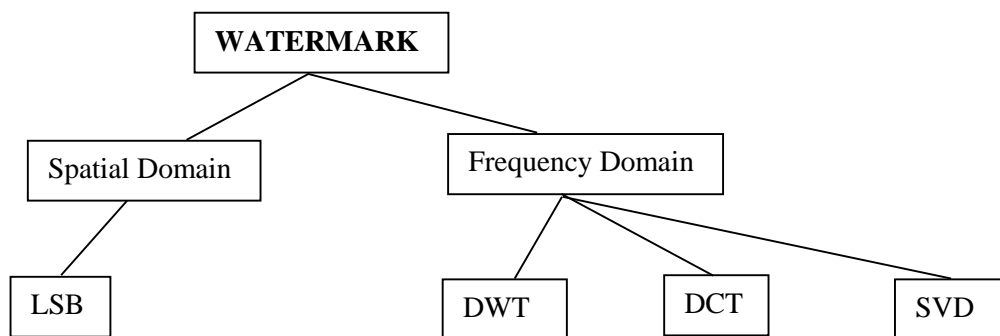 WATERMARK
Spatial Domain
Frequency Domain
LSB
DWT
DCT
SVD